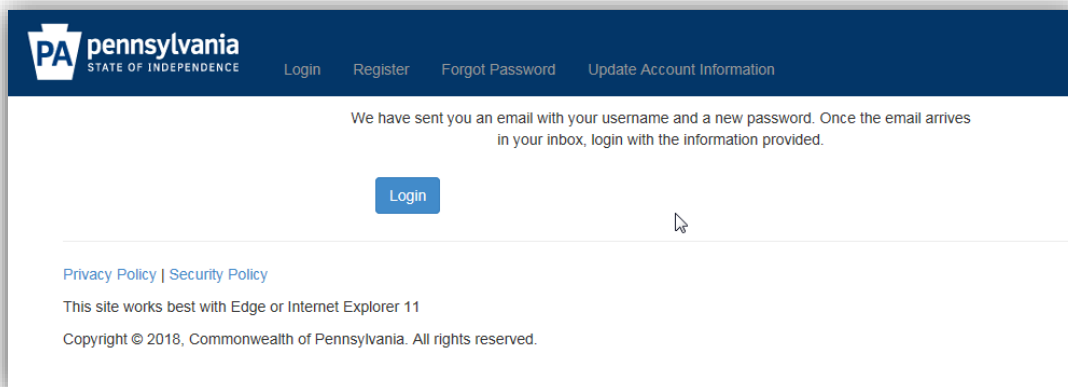 PA pennsylvania
STATE OF INDEPENDENCE
Login Register Forgot Password Update Account Information
We have sent you an email with your username and a new password. Once the email arrives
in your inbox, login with the information provided.
Login
Privacy Policy | Security Policy
This site works best with Edge or Internet Explorer 11
Copyright © 2018, Commonwealth of Pennsylvania. All rights reserved.